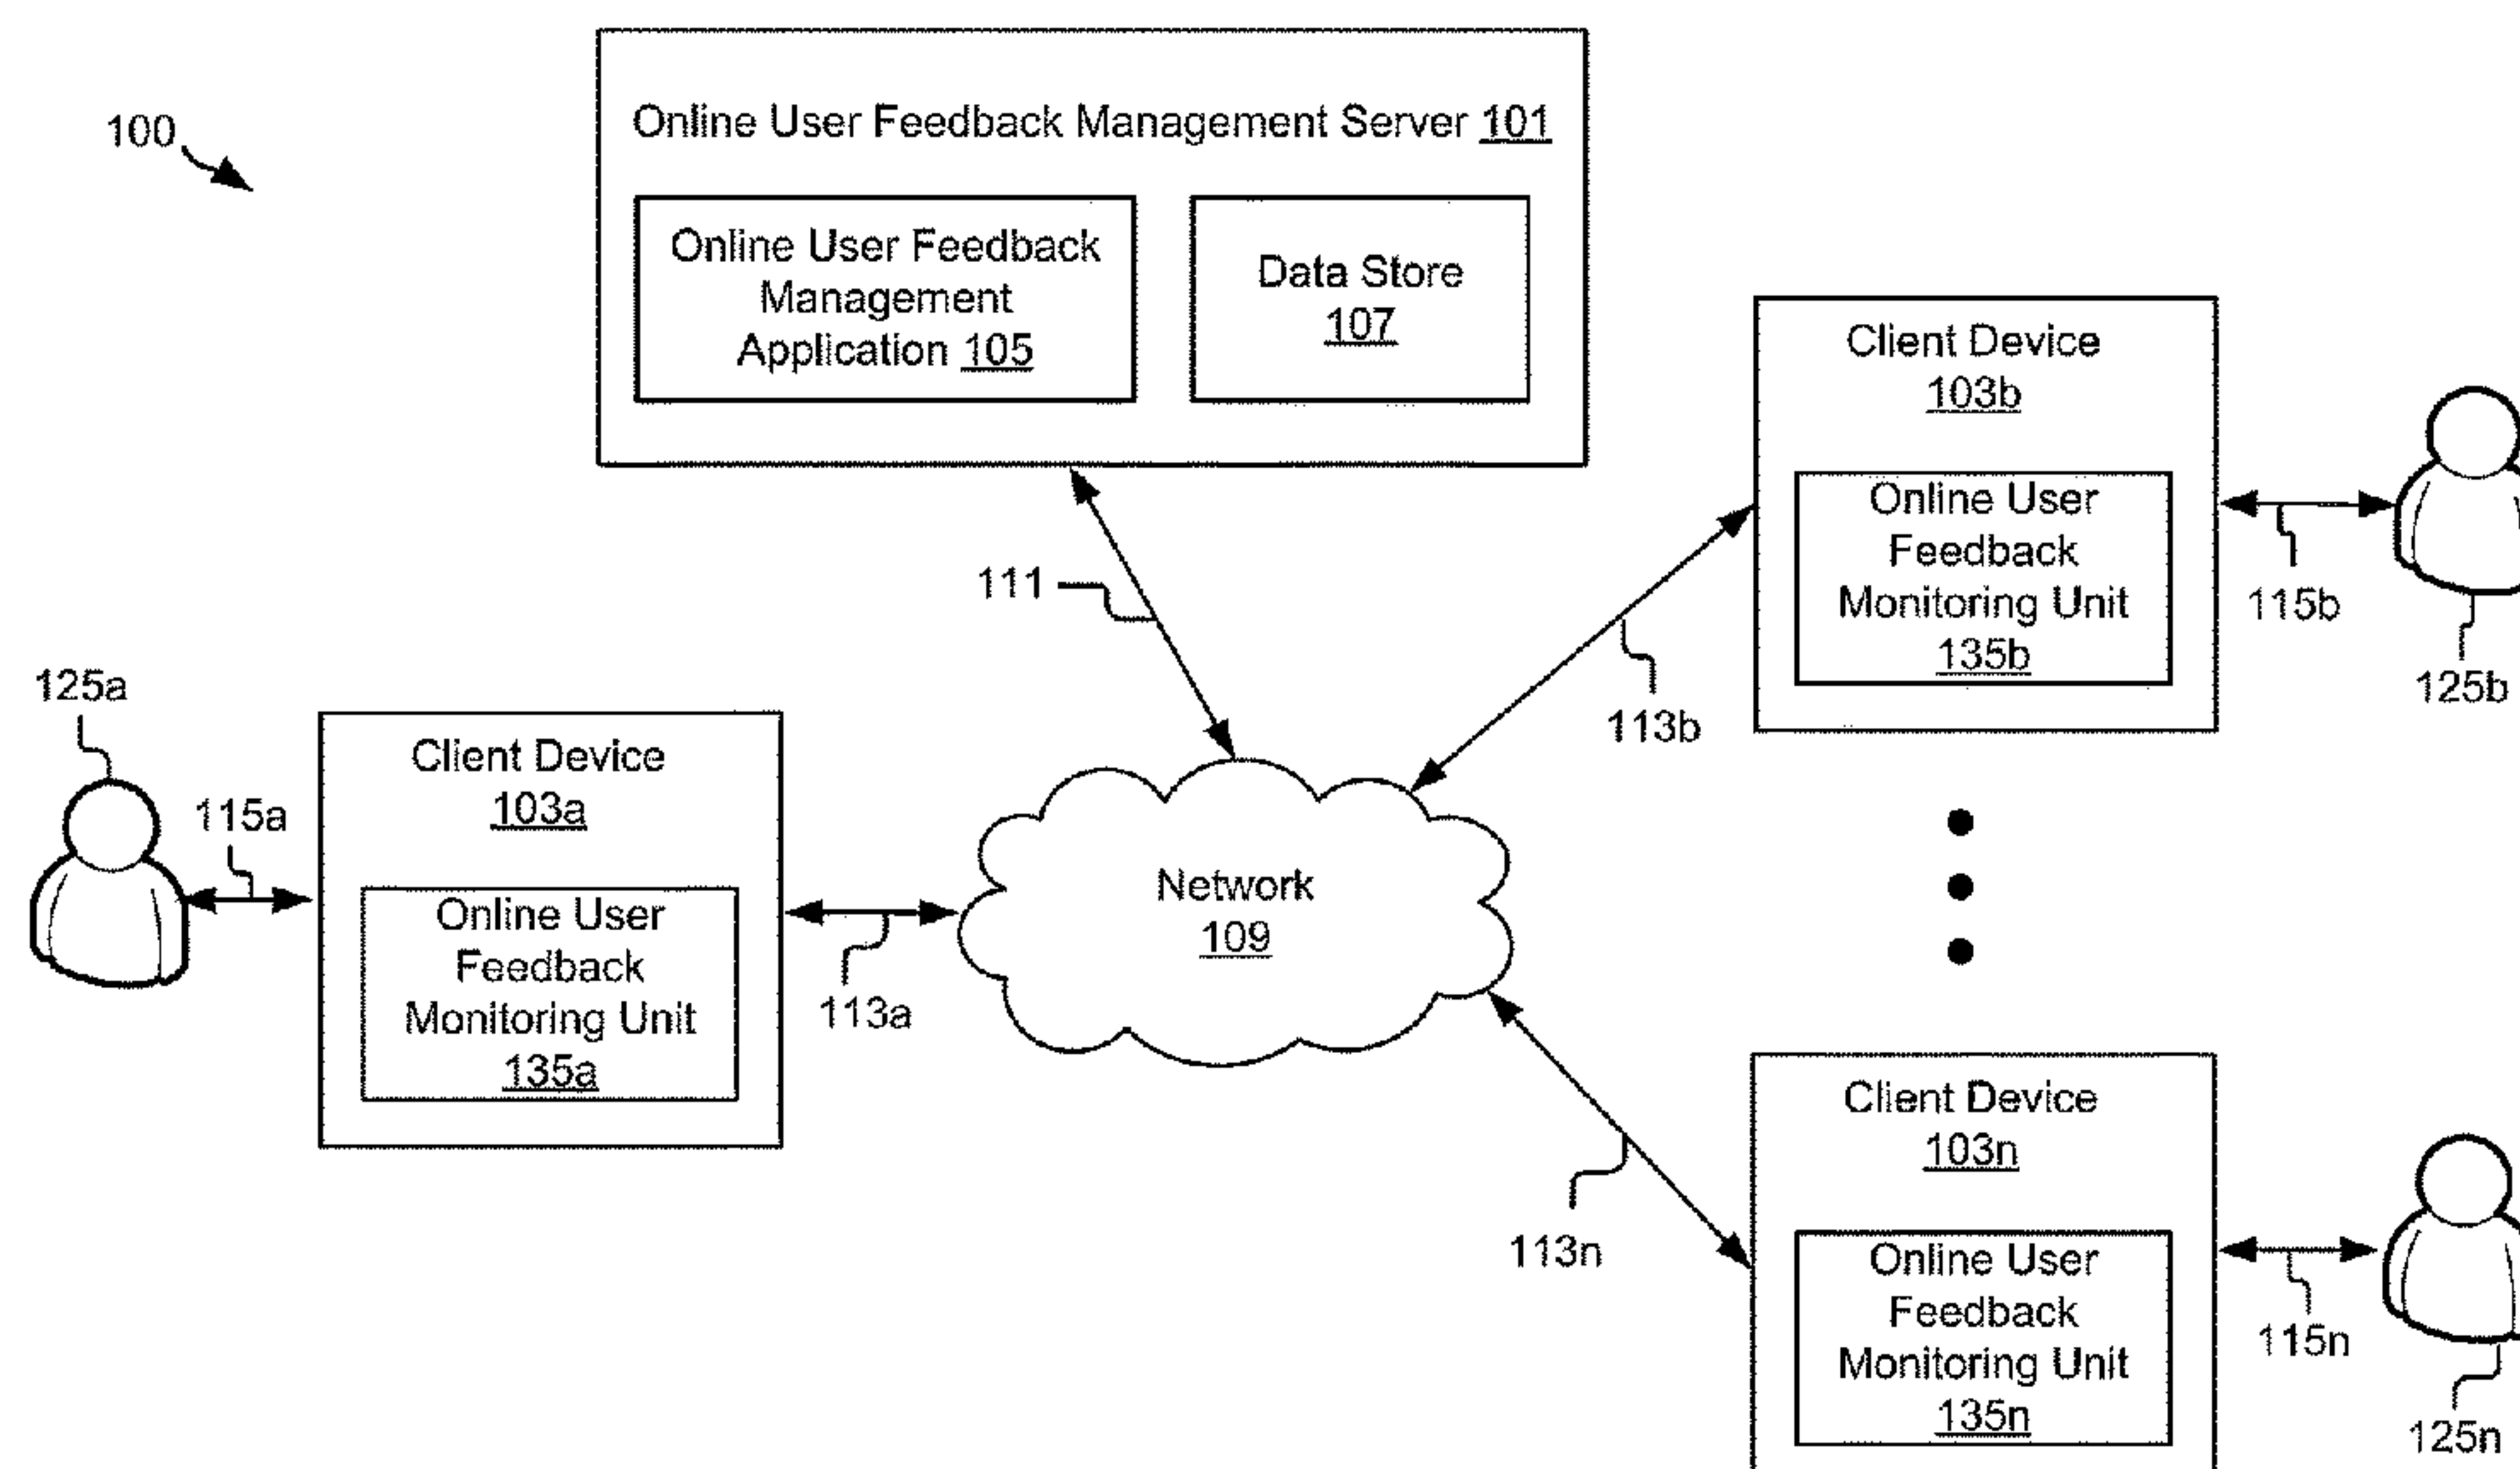 100
Online User Feedback Management Server 101
Online User Feedback
Management
Application 105
Data Store
107
Client Device
103b
Online User
Feedback
Monitoring Unit
135b
115b
125b
111
113b
125a
115a
Client Device
103a
Online User
Feedback
Monitoring Unit
135a
113a
Network
109
113n
Client Device
103n
Online User
Feedback
Monitoring Unit
135n
115n
125n